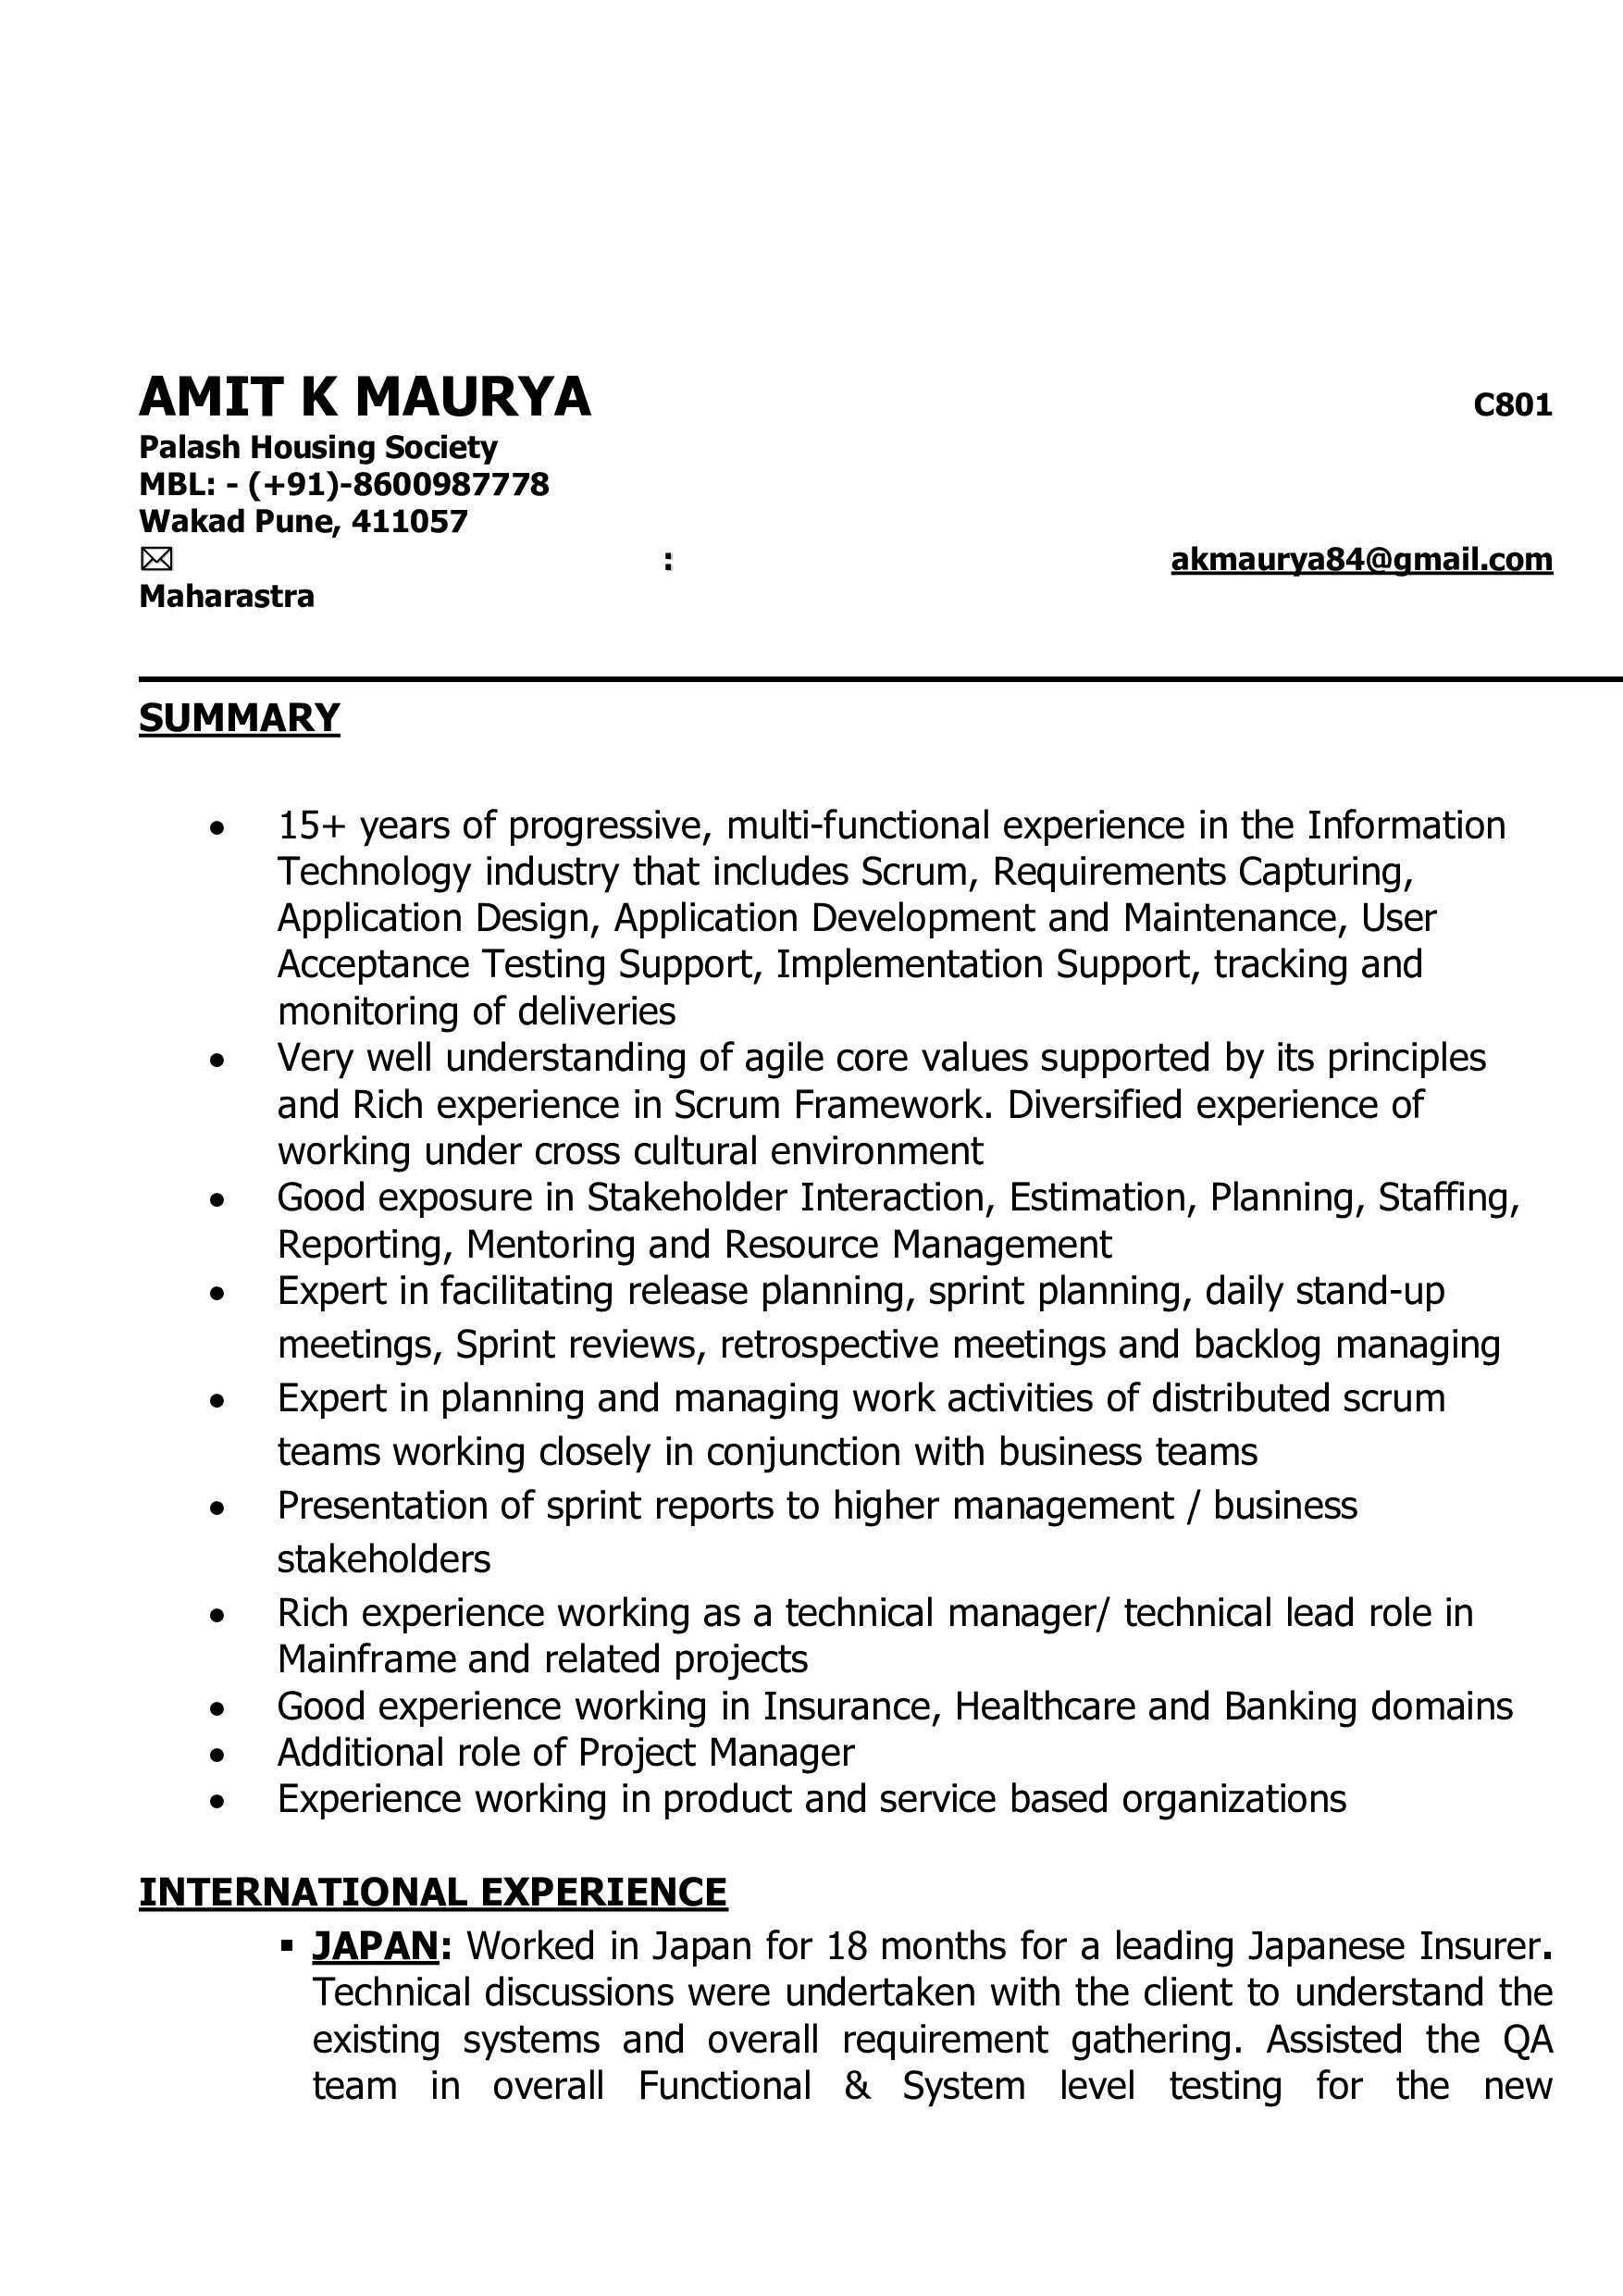 AMIT K MAURYA C801
Palash Housing Society
MBL: - (+91)-8600987778
Wakad Pune, 411057
✉ : akmaurya84@gmail.com
Maharastra
SUMMARY
• 15+ years of progressive, multi-functional experience in the Information
Technology industry that includes Scrum, Requirements Capturing,
Application Design, Application Development and Maintenance, User
Acceptance Testing Support, Implementation Support, tracking and
monitoring of deliveries
• Very well understanding of agile core values supported by its principles
and Rich experience in Scrum Framework. Diversified experience of
working under cross cultural environment
• Good exposure in Stakeholder Interaction, Estimation, Planning, Staffing,
Reporting, Mentoring and Resource Management
• Expert in facilitating release planning, sprint planning, daily stand-up
meetings, Sprint reviews, retrospective meetings and backlog managing
• Expert in planning and managing work activities of distributed scrum
teams working closely in conjunction with business teams
• Presentation of sprint reports to higher management / business
stakeholders
• Rich experience working as a technical manager/ technical lead role in
Mainframe and related projects
• Good experience working in Insurance, Healthcare and Banking domains
• Additional role of Project Manager
• Experience working in product and service based organizations
INTERNATIONAL EXPERIENCE
▪ JAPAN: Worked in Japan for 18 months for a leading Japanese Insurer.
Technical discussions were undertaken with the client to understand the
existing systems and overall requirement gathering. Assisted the QA
team in overall Functional & System level testing for the new